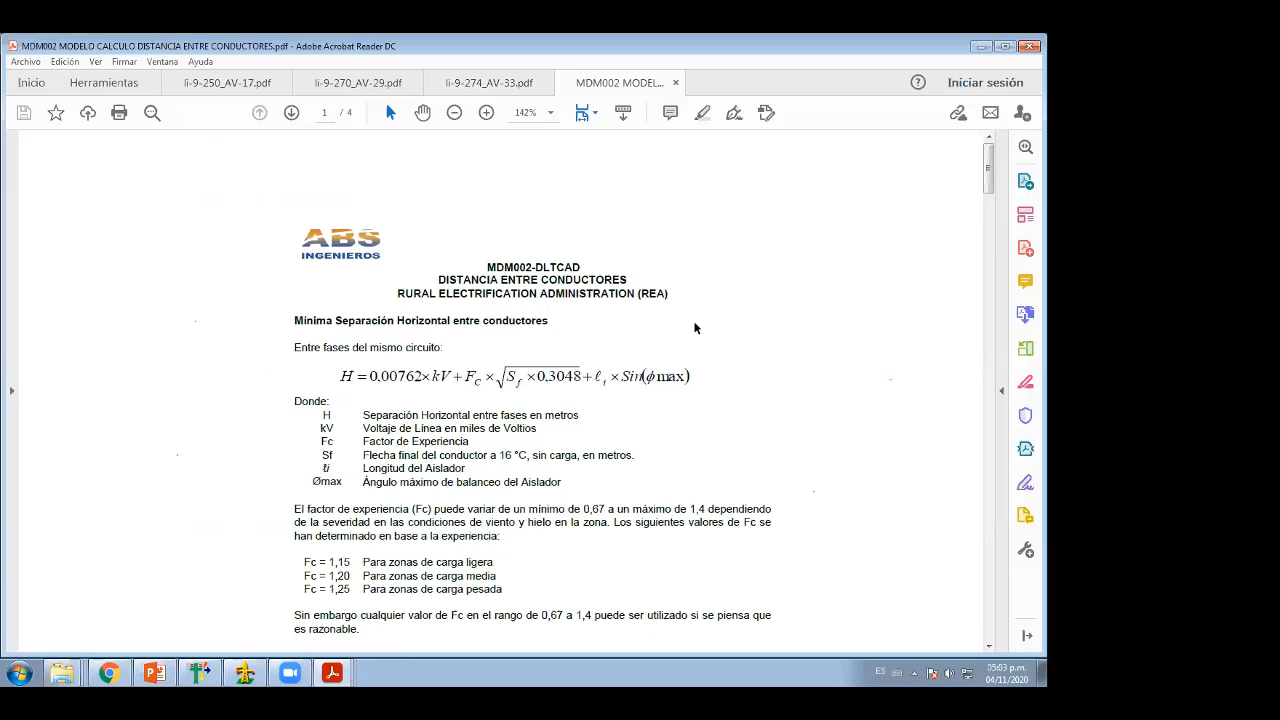 MDM002 MODELO CALCULO DISTANCIA ENTRE CONDUCTORES.pdf - Adobe Acrobat Reader DC
Archivo Edición Ver Firmar Ventana Ayuda
Inicio Herramientas li-9-250_AV-17.pdf li-9-270_AV-29.pdf li-9-274_AV-33.pdf MDM002 MODEL... × Iniciar sesión
1 / 4 142%
ABS
INGENIEROS
MDM002-DLTCAD
DISTANCIA ENTRE CONDUCTORES
RURAL ELECTRIFICATION ADMINISTRATION (REA)
Mínima Separación Horizontal entre conductores
Entre fases del mismo circuito:
H = 0,00762× kV + F_C × √(S_f × 0,3048) + ℓ_i × Sin(ϕ max)
Donde:
H Separación Horizontal entre fases en metros
kV Voltaje de Línea en miles de Voltios
Fc Factor de Experiencia
Sf Flecha final del conductor a 16 °C, sin carga, en metros.
ℓi Longitud del Aislador
Ømax Ángulo máximo de balanceo del Aislador
El factor de experiencia (Fc) puede variar de un mínimo de 0,67 a un máximo de 1,4 dependiendo
de la severidad en las condiciones de viento y hielo en la zona. Los siguientes valores de Fc se
han determinado en base a la experiencia:
Fc = 1,15 Para zonas de carga ligera
Fc = 1,20 Para zonas de carga media
Fc = 1,25 Para zonas de carga pesada
Sin embargo cualquier valor de Fc en el rango de 0,67 a 1,4 puede ser utilizado si se piensa que
es razonable.
ES
05:03 p.m.
04/11/2020